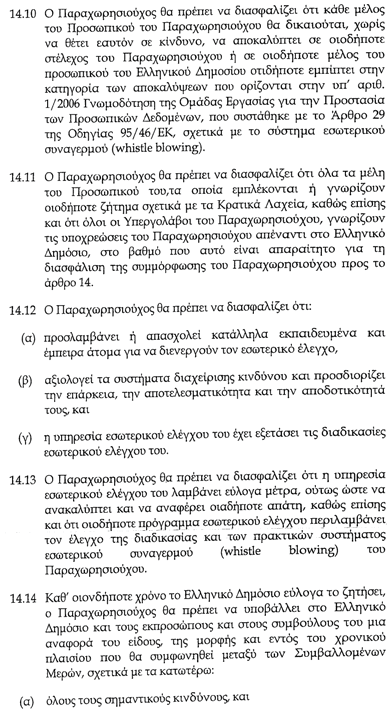 14.10 Ο Παραχωρησιούχος θα πρέπει να διασφαλίζει ότι κάθε μέλος
του Προσωπικού του Παραχωρησιούχου θα δικαιούται, χωρίς
να θέτει εαυτόν σε κίνδυνο, να αποκαλύπτει σε οιοδήποτε
στέλεχος του Παραχωρησιούχου ή σε οιοδήποτε μέλος του
προσωπικού του Ελληνικού Δημοσίου οτιδήποτε εμπίπτει στην
κατηγορία των αποκαλύψεων που ορίζονται στην υπ' αριθ.
1/2006 Γνωμοδότηση της Ομάδας Εργασίας για την Προστασία
των Προσωπικών Δεδομένων, που συστήθηκε με το Άρθρο 29
της Οδηγίας 95/46/ΕΚ, σχετικά με το σύστημα εσωτερικού
συναγερμού (whistle blowing).
14.11 Ο Παραχωρησιούχος θα πρέπει να διασφαλίζει ότι όλα τα μέλη
του Προσωπικού του,τα οποία εμπλέκονται ή γνωρίζουν
οιοδήποτε ζήτημα σχετικά με τα Κρατικά Λαχεία, καθώς επίσης
και ότι όλοι οι Υπεργολάβοι του Παραχωρησιούχου, γνωρίζουν
τις υποχρεώσεις του Παραχωρησιούχου απέναντι στο Ελληνικό
Δημόσιο, στο βαθμό που αυτό είναι απαραίτητο για τη
διασφάλιση της συμμόρφωσης του Παραχωρησιούχου προς το
άρθρο 14.
14.12 Ο Παραχωρησιούχος θα πρέπει να διασφαλίζει ότι:
(α) προσλαμβάνει ή απασχολεί κατάλληλα εκπαιδευμένα και
έμπειρα άτομα για να διενεργούν τον εσωτερικό έλεγχο,
(β) αξιολογεί τα συστήματα διαχείρισης κινδύνου και προσδιορίζει
την επάρκεια, την αποτελεσματικότητα και την αποδοτικότητά
τους, και
(γ) η υπηρεσία εσωτερικού ελέγχου του έχει εξετάσει τις διαδικασίες
εσωτερικού ελέγχου του.
14.13 Ο Παραχωρησιούχος θα πρέπει να διασφαλίζει ότι η υπηρεσία
εσωτερικού ελέγχου του λαμβάνει εύλογα μέτρα, ούτως ώστε να
ανακαλύπτει και να αναφέρει οιαδήποτε απάτη, καθώς επίσης
και ότι οιοδήποτε πρόγραμμα εσωτερικού ελέγχου περιλαμβάνει
τον έλεγχο της διαδικασίας και των πρακτικών συστήματος
εσωτερικού συναγερμού (whistle blowing) του
Παραχωρησιούχου.
14.14 Καθ' οιονδήποτε χρόνο το Ελληνικό Δημόσιο εύλογα το ζητήσει,
ο Παραχωρησιούχος θα πρέπει να υποβάλλει στο Ελληνικό
Δημόσιο και τους εκπροσώπους και στους συμβούλους του μια
αναφορά του είδους, της μορφής και εντός του χρονικού
πλαισίου που θα συμφωνηθεί μεταξύ των Συμβαλλομένων
Μερών, σχετικά με τα κατωτέρω:
(α) όλους τους σημαντικούς κινδύνους, και